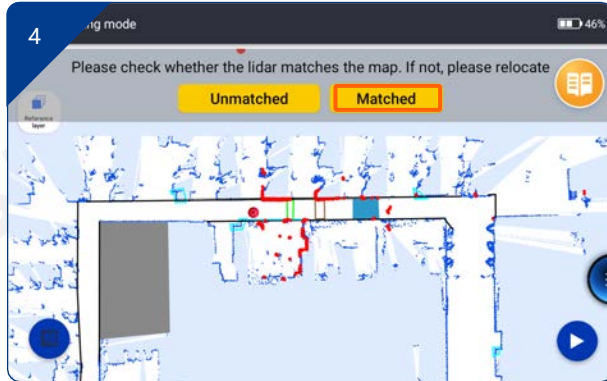 4
ng mode
46%
Please check whether the lidar matches the map. If not, please relocate
Unmatched
Matched
Reference
layer